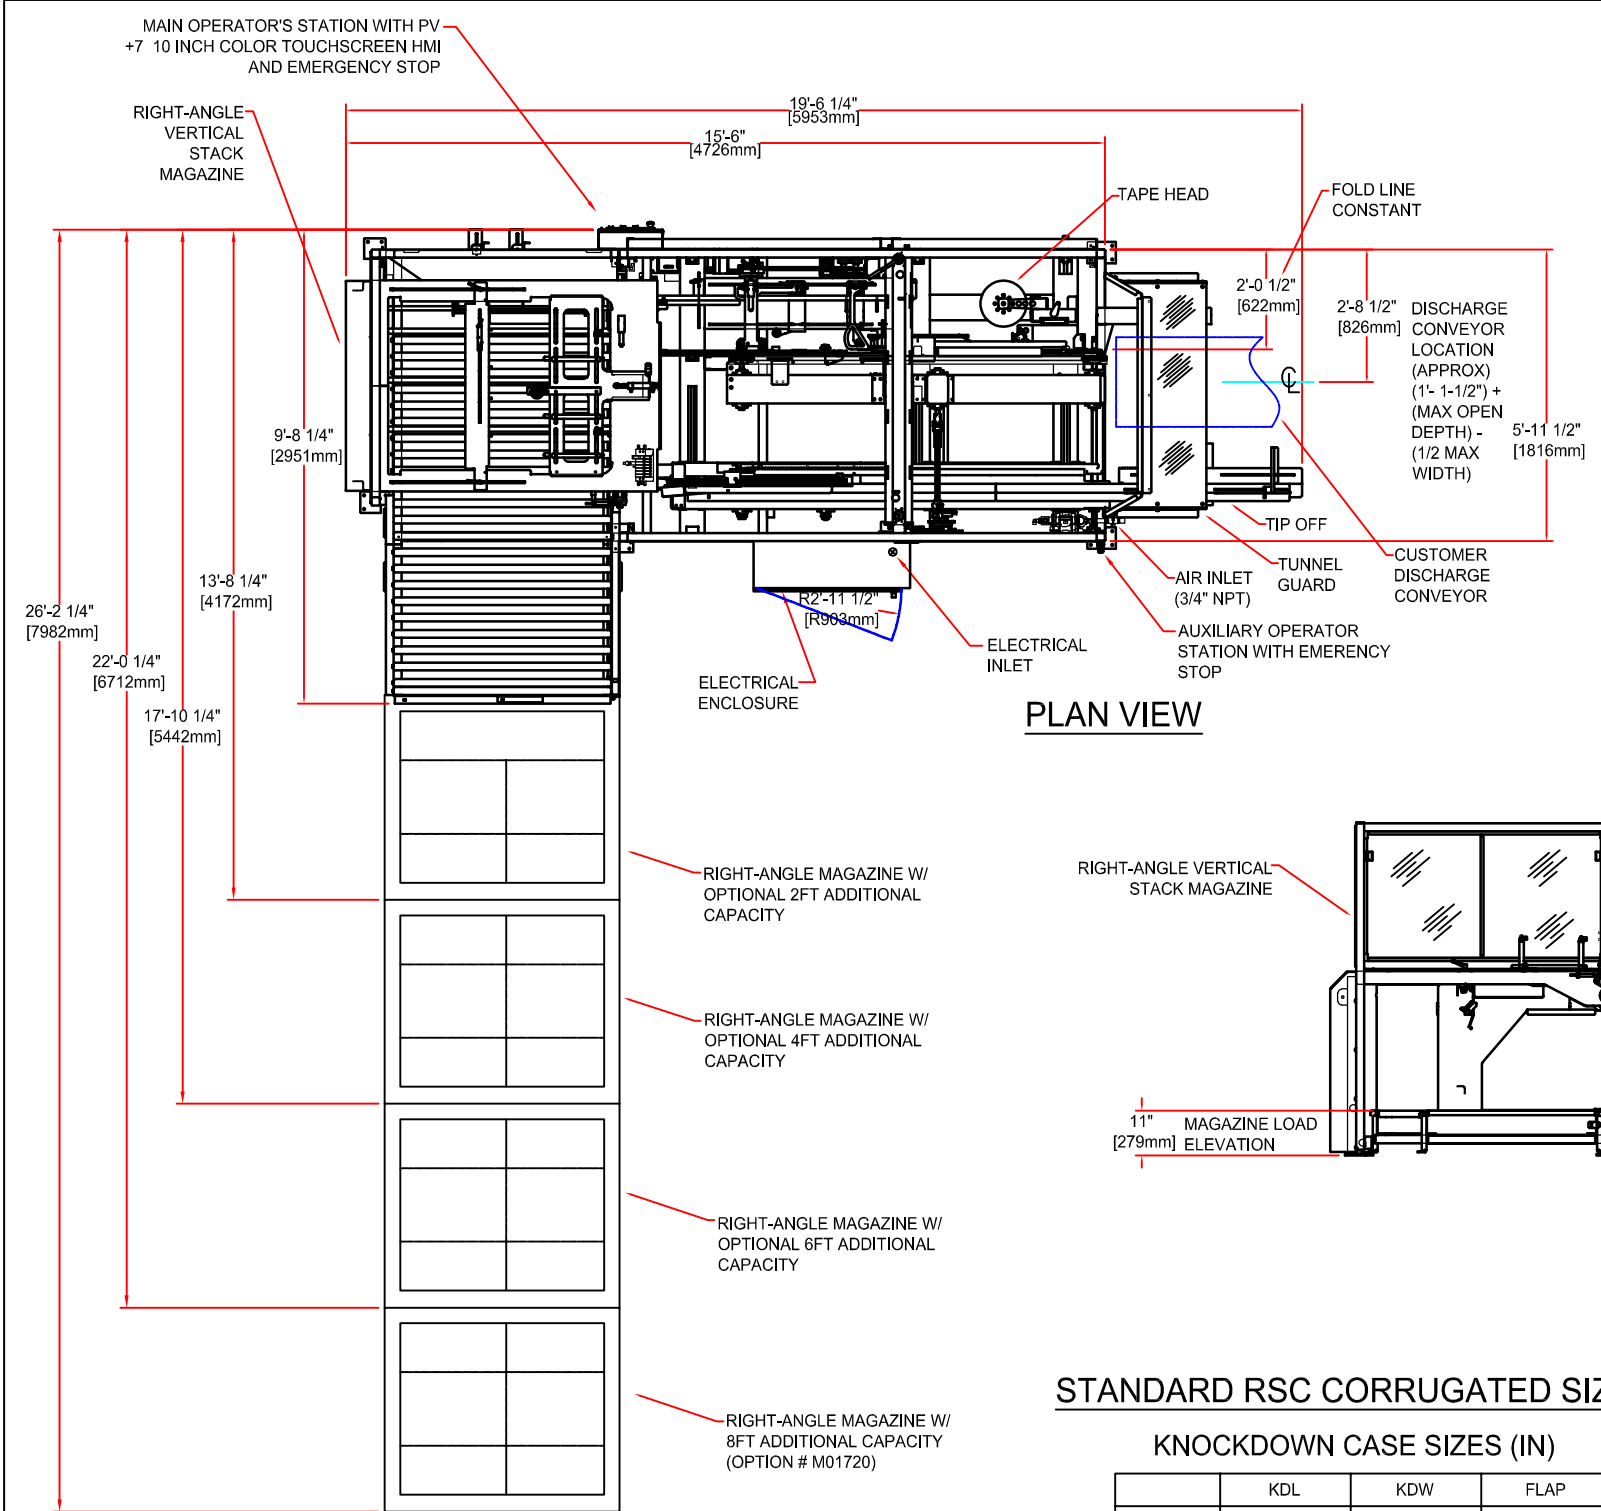 MAIN OPERATOR'S STATION WITH PV
+7 10 INCH COLOR TOUCHSCREEN HMI
AND EMERGENCY STOP
RIGHT-ANGLE
VERTICAL
STACK
MAGAZINE
19'-6 1/4"
[5953mm]
15'-6"
[4726mm]
TAPE HEAD
FOLD LINE
CONSTANT
2'-0 1/2"
[622mm]
2'-8 1/2"
[826mm]
DISCHARGE
CONVEYOR
LOCATION
(APPROX)
(1'- 1-1/2") +
(MAX OPEN
DEPTH) -
(1/2 MAX
WIDTH)
5'-11 1/2"
[1816mm]
9'-8 1/4"
[2951mm]
13'-8 1/4"
[4172mm]
26'-2 1/4"
[7982mm]
22'-0 1/4"
[6712mm]
17'-10 1/4"
[5442mm]
TIP OFF
TUNNEL
GUARD
CUSTOMER
DISCHARGE
CONVEYOR
AIR INLET
(3/4" NPT)
R2'-11 1/2"
[R903mm]
ELECTRICAL
INLET
AUXILIARY OPERATOR
STATION WITH EMERENCY
STOP
ELECTRICAL
ENCLOSURE
PLAN VIEW
RIGHT-ANGLE MAGAZINE W/
OPTIONAL 2FT ADDITIONAL
CAPACITY
RIGHT-ANGLE VERTICAL
STACK MAGAZINE
RIGHT-ANGLE MAGAZINE W/
OPTIONAL 4FT ADDITIONAL
CAPACITY
11"
[279mm]
MAGAZINE LOAD
ELEVATION
RIGHT-ANGLE MAGAZINE W/
OPTIONAL 6FT ADDITIONAL
CAPACITY
RIGHT-ANGLE MAGAZINE W/
8FT ADDITIONAL CAPACITY
(OPTION # M01720)
STANDARD RSC CORRUGATED SIZ
KNOCKDOWN CASE SIZES (IN)
KDL KDW FLAP